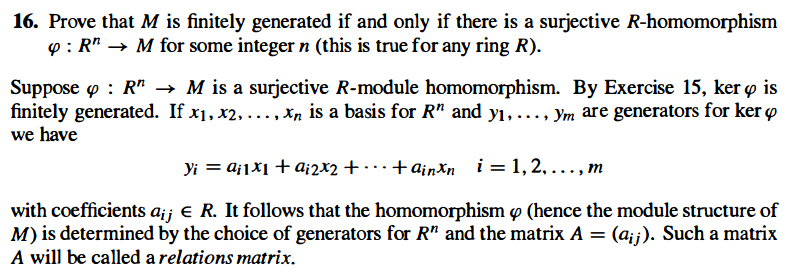 16. Prove that M is finitely generated if and only if there is a surjective R-homomorphism
φ : Rⁿ → M for some integer n (this is true for any ring R).
Suppose φ : Rⁿ → M is a surjective R-module homomorphism. By Exercise 15, ker φ is
finitely generated. If x₁, x₂, . . . , xₙ is a basis for Rⁿ and y₁, . . . , yₘ are generators for ker φ
we have
yᵢ = aᵢ₁x₁ + aᵢ₂x₂ + · · · + aᵢₙxₙ i = 1, 2, . . . , m
with coefficients aᵢⱼ ∈ R. It follows that the homomorphism φ (hence the module structure of
M) is determined by the choice of generators for Rⁿ and the matrix A = (aᵢⱼ). Such a matrix
A will be called a relations matrix.